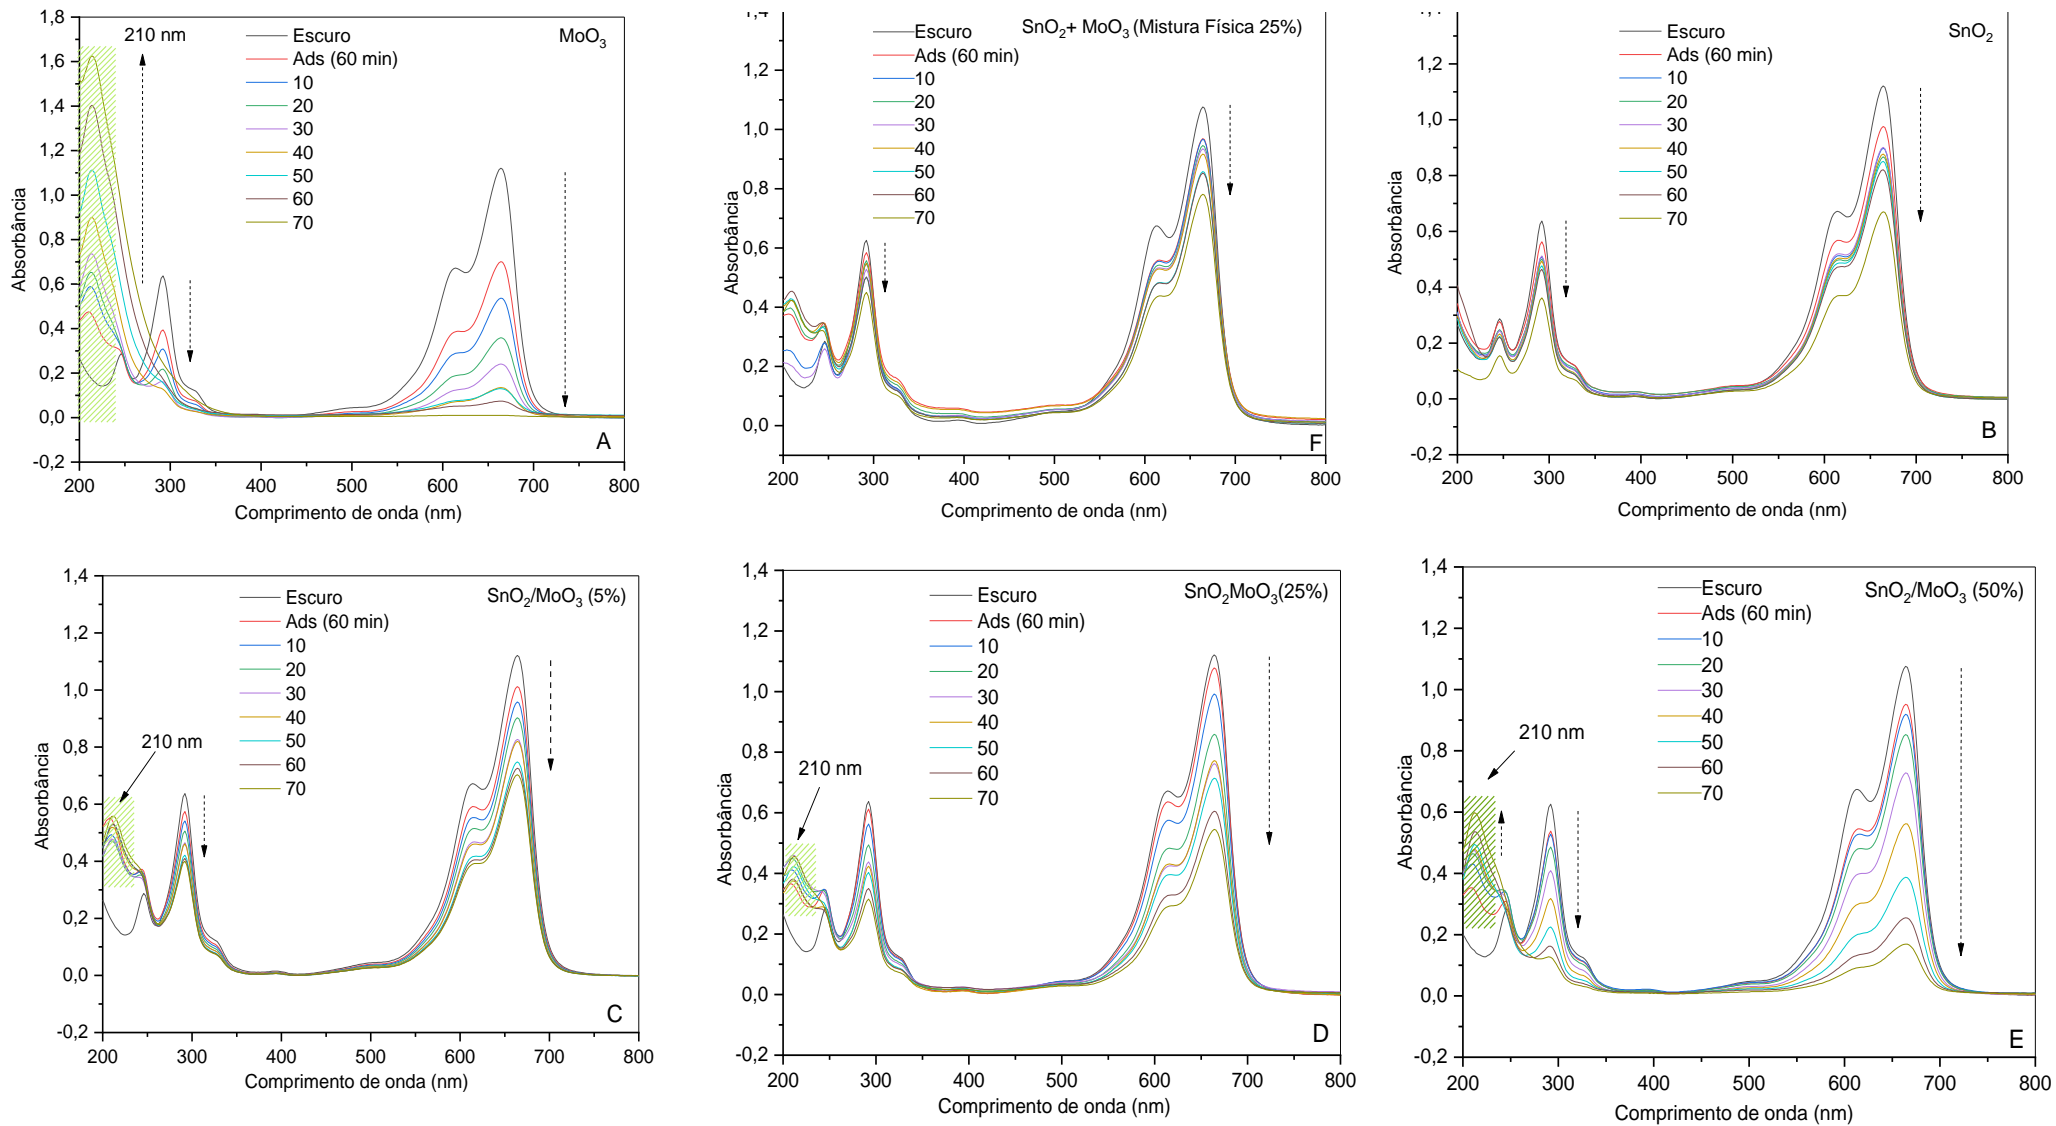 1,8
1,6
1,4
1,2
1,0
0,8
0,6
0,4
0,2
0,0
-0,2
200 300 400 500 600 700 800
Absorbância
Comprimento de onda (nm)
210 nm
Escuro
Ads (60 min)
10
20
30
40
50
60
70
MoO3
A
1,4
1,2
1,0
0,8
0,6
0,4
0,2
0,0
200 300 400 500 600 700 800
Absorbância
Comprimento de onda (nm)
SnO2+ MoO3 (Mistura Física 25%)
Escuro
Ads (60 min)
10
20
30
40
50
60
70
F
1,4
1,2
1,0
0,8
0,6
0,4
0,2
0,0
-0,2
200 300 400 500 600 700 800
Absorbância
Comprimento de onda (nm)
Escuro
Ads (60 min)
10
20
30
40
50
60
70
SnO2
B
1,4
1,2
1,0
0,8
0,6
0,4
0,2
0,0
-0,2
200 300 400 500 600 700 800
Absorbância
Comprimento de onda (nm)
210 nm
Escuro
Ads (60 min)
10
20
30
40
50
60
70
SnO2/MoO3 (5%)
C
1,4
1,2
1,0
0,8
0,6
0,4
0,2
0,0
-0,2
200 300 400 500 600 700 800
Absorbância
Comprimento de onda (nm)
210 nm
Escuro
Ads (60 min)
10
20
30
40
50
60
70
SnO2MoO3(25%)
D
1,4
1,2
1,0
0,8
0,6
0,4
0,2
0,0
-0,2
200 300 400 500 600 700 800
Absorbância
Comprimento de onda (nm)
210 nm
Escuro
Ads (60 min)
10
20
30
40
50
60
70
SnO2/MoO3 (50%)
E